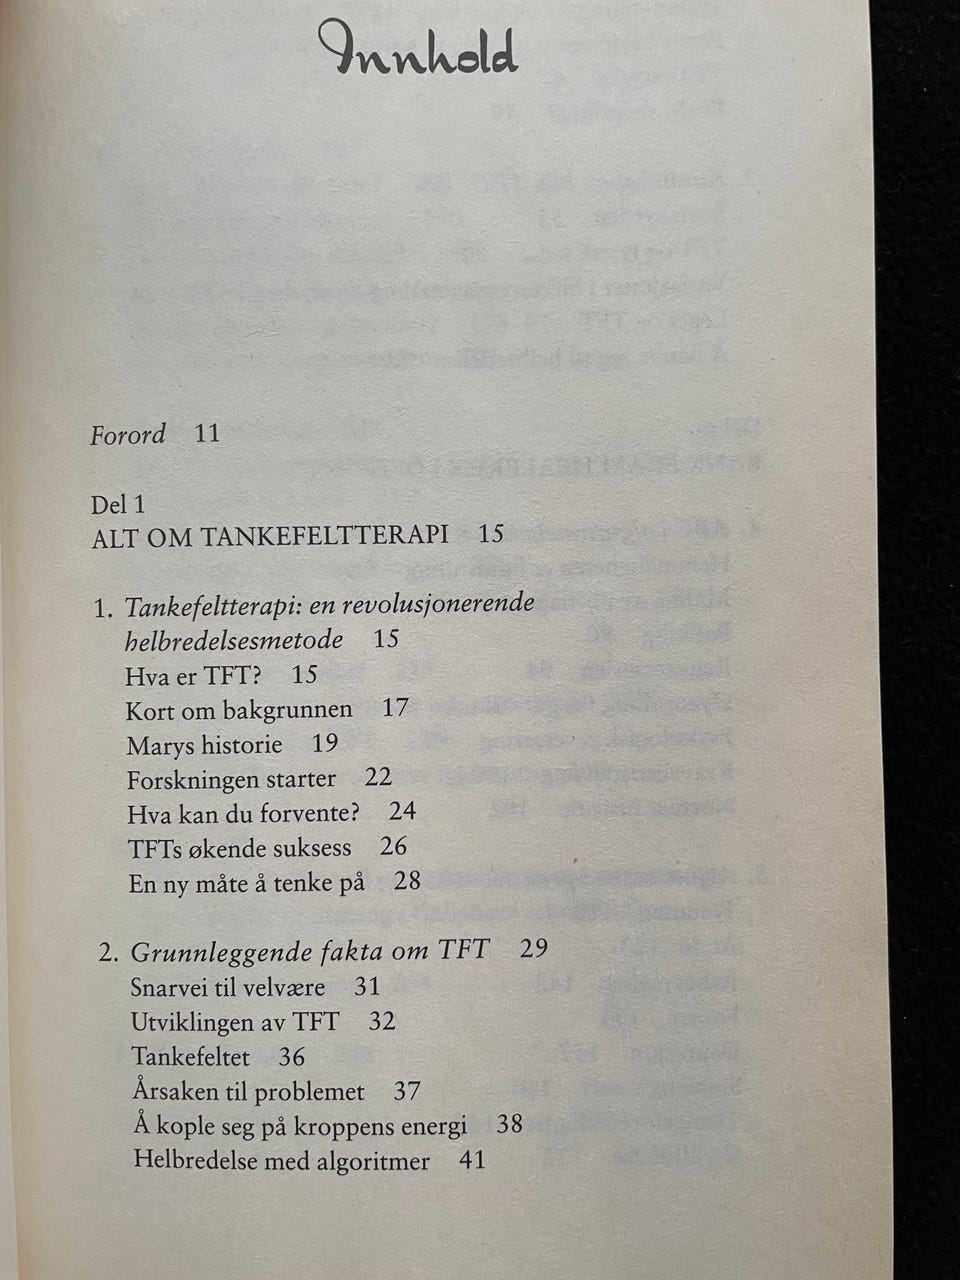 Innhold
Forord 11
Del 1
ALT OM TANKEFELTTERAPI 15
1. Tankefeltterapi: en revolusjonerende
helbredelsesmetode 15
Hva er TFT? 15
Kort om bakgrunnen 17
Marys historie 19
Forskningen starter 22
Hva kan du forvente? 24
TFTs økende suksess 26
En ny måte å tenke på 28
2. Grunnleggende fakta om TFT 29
Snarvei til velvære 31
Utviklingen av TFT 32
Tankefeltet 36
Årsaken til problemet 37
Å kople seg på kroppens energi 38
Helbredelse med algoritmer 41